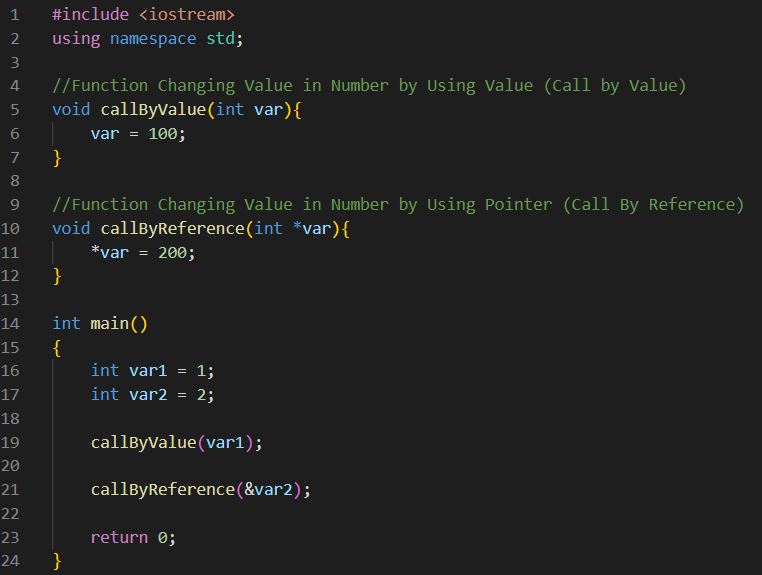 1 #include <iostream>
2 using namespace std;
3
4 //Function Changing Value in Number by Using Value (Call by Value)
5 void callByValue(int var){
6     var = 100;
7 }
8
9 //Function Changing Value in Number by Using Pointer (Call By Reference)
10 void callByReference(int *var){
11     *var = 200;
12 }
13
14 int main()
15 {
16     int var1 = 1;
17     int var2 = 2;
18
19     callByValue(var1);
20
21     callByReference(&var2);
22
23     return 0;
24 }